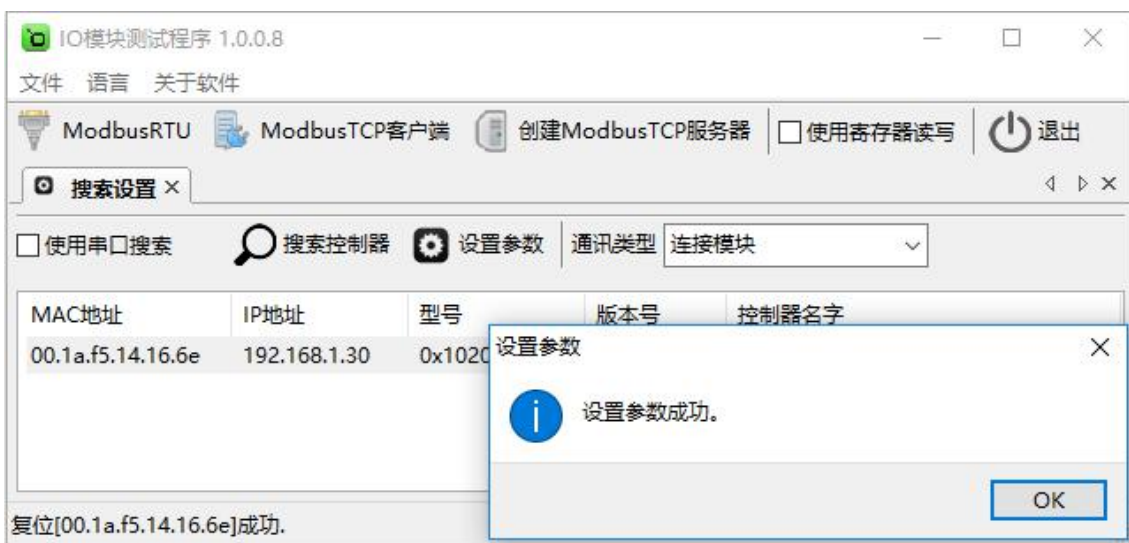 IO模块测试程序 1.0.0.8
文件 语言 关于软件
ModbusRTU ModbusTCP客户端 创建ModbusTCP服务器 使用寄存器读写 退出
搜索设置
使用串口搜索 搜索控制器 设置参数 通讯类型 连接模块
MAC地址 IP地址 型号 版本号 控制器名字
00.1a.f5.14.16.6e 192.168.1.30 0x1020
设置参数
设置参数成功。
OK
复位[00.1a.f5.14.16.6e]成功.